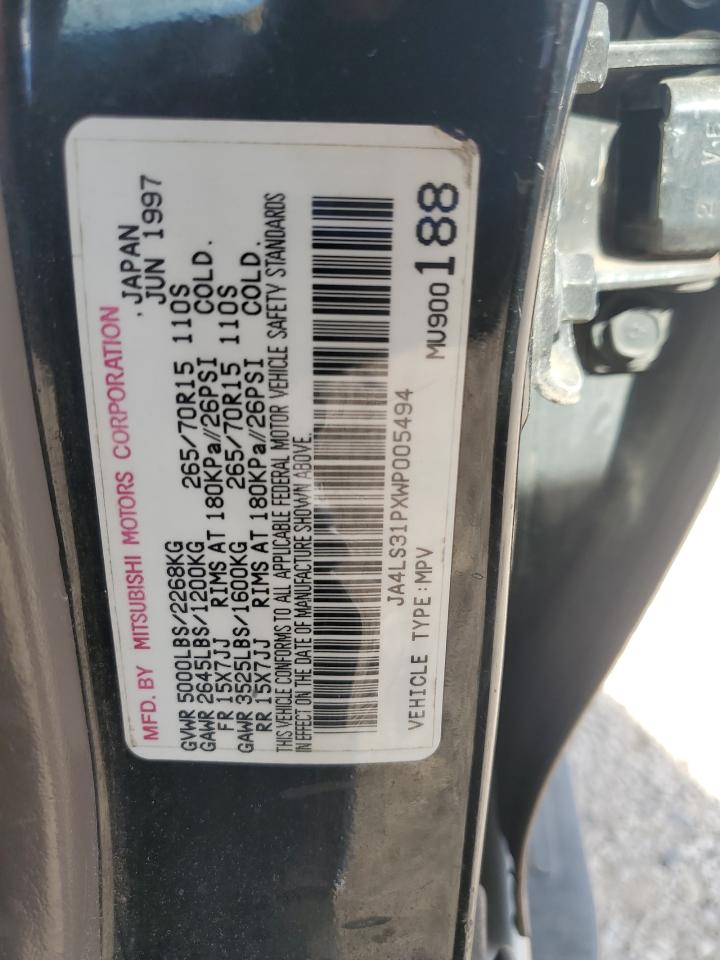 MFD. BY MITSUBISHI MOTORS CORPORATION
.JAPAN
JUN 1997
GVWR 5000LBS/2268KG 265/70R15 110S
GAWR 2645LBS/1200KG
FR 15X7JJ RIMS AT 180KPa//26PSI COLD.
GAWR 3525LBS/1600KG 265/70R15 110S
RR 15X7JJ RIMS AT 180KPa//26PSI COLD.
THIS VEHICLE CONFORMS TO ALL APPLICABLE FEDERAL MOTOR VEHICLE SAFETY STANDARDS
IN EFFECT ON THE DATE OF MANUFACTURE SHOWN ABOVE.
JA4LS31PXWP005494
VEHICLE TYPE:MPV MU900188